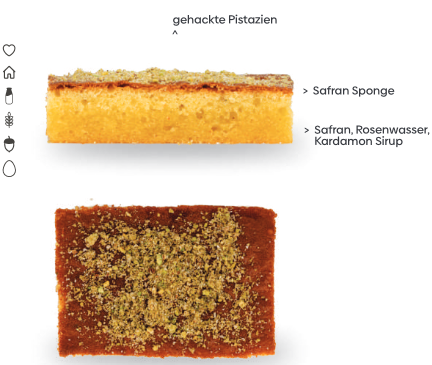 gehackte Pistazien
^
> Safran Sponge
> Safran, Rosenwasser,
Kardamon Sirup